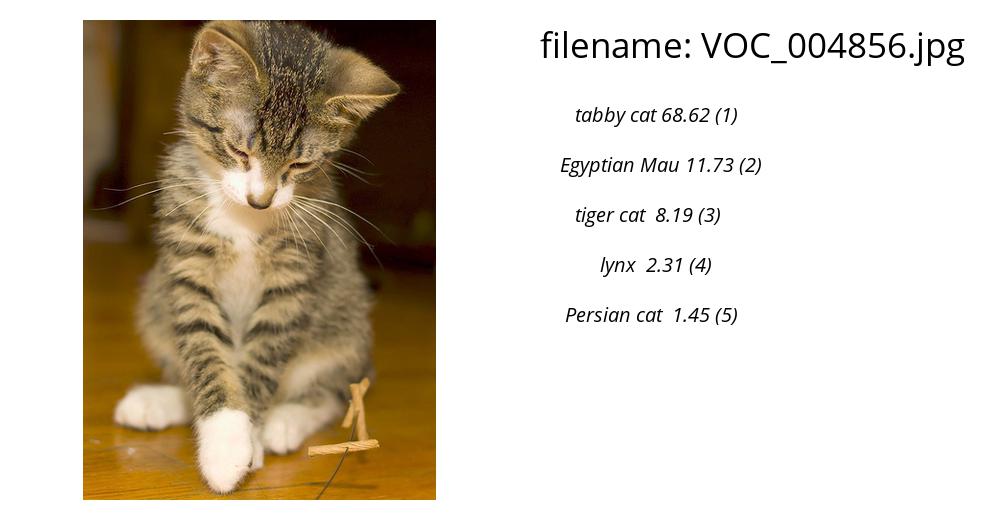 filename: VOC_004856.jpg
tabby cat 68.62 (1)
Egyptian Mau 11.73 (2)
tiger cat 8.19 (3)
lynx 2.31 (4)
Persian cat 1.45 (5)